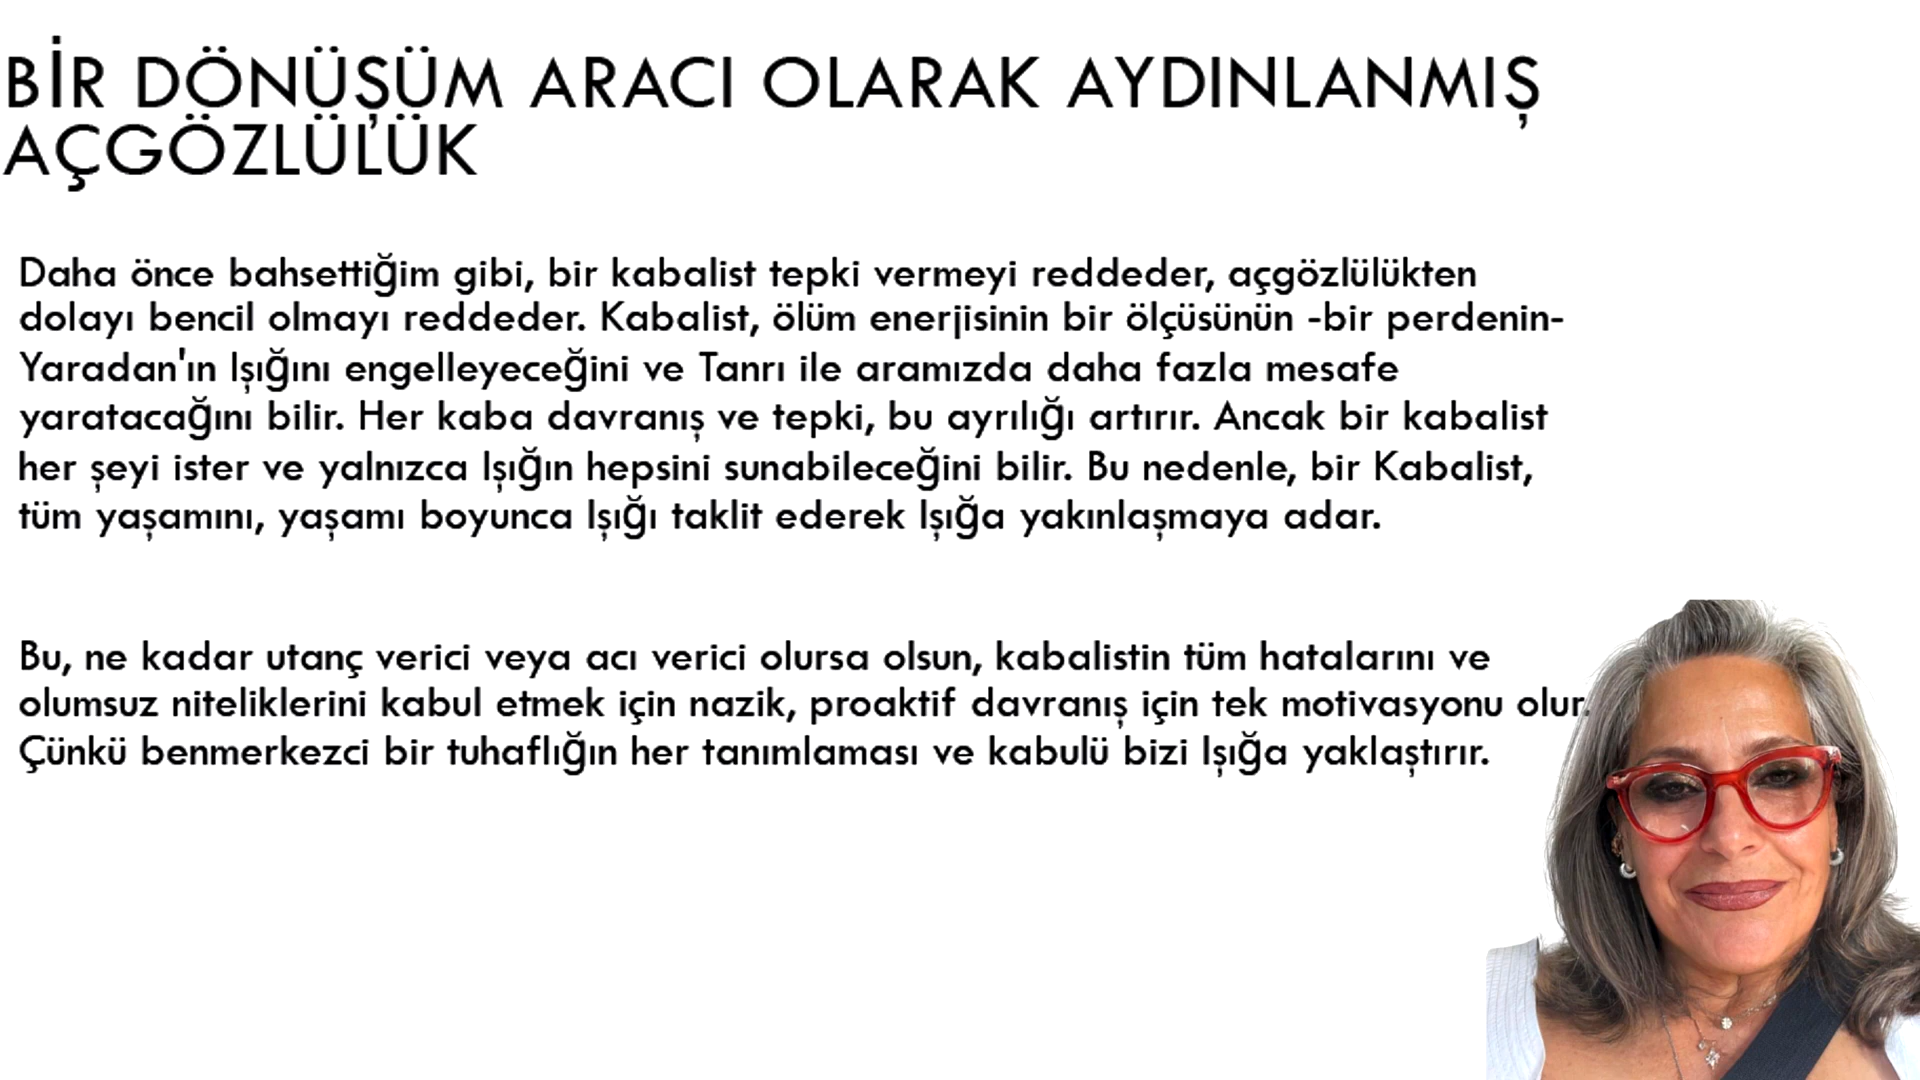 BİR DÖNÜŞÜM ARACI OLARAK AYDINLANMIŞ
AÇGÖZLÜLÜK
Daha önce bahsettiğim gibi, bir kabalist tepki vermeyi reddeder, açgözlülükten
dolayı bencil olmayı reddeder. Kabalist, ölüm enerjisinin bir ölçüsünün -bir perdenin-
Yaradan'ın Işığını engelleyeceğini ve Tanrı ile aramızda daha fazla mesafe
yaratacağını bilir. Her kaba davranış ve tepki, bu ayrılığı artırır. Ancak bir kabalist
her şeyi ister ve yalnızca Işığın hepsini sunabileceğini bilir. Bu nedenle, bir Kabalist,
tüm yaşamını, yaşamı boyunca Işığı taklit ederek Işığa yakınlaşmaya adar.
Bu, ne kadar utanç verici veya acı verici olursa olsun, kabalistin tüm hatalarını ve
olumsuz niteliklerini kabul etmek için nazik, proaktif davranış için tek motivasyonu olur.
Çünkü benmerkezci bir tuhaflığın her tanımlaması ve kabulü bizi Işığa yaklaştırır.